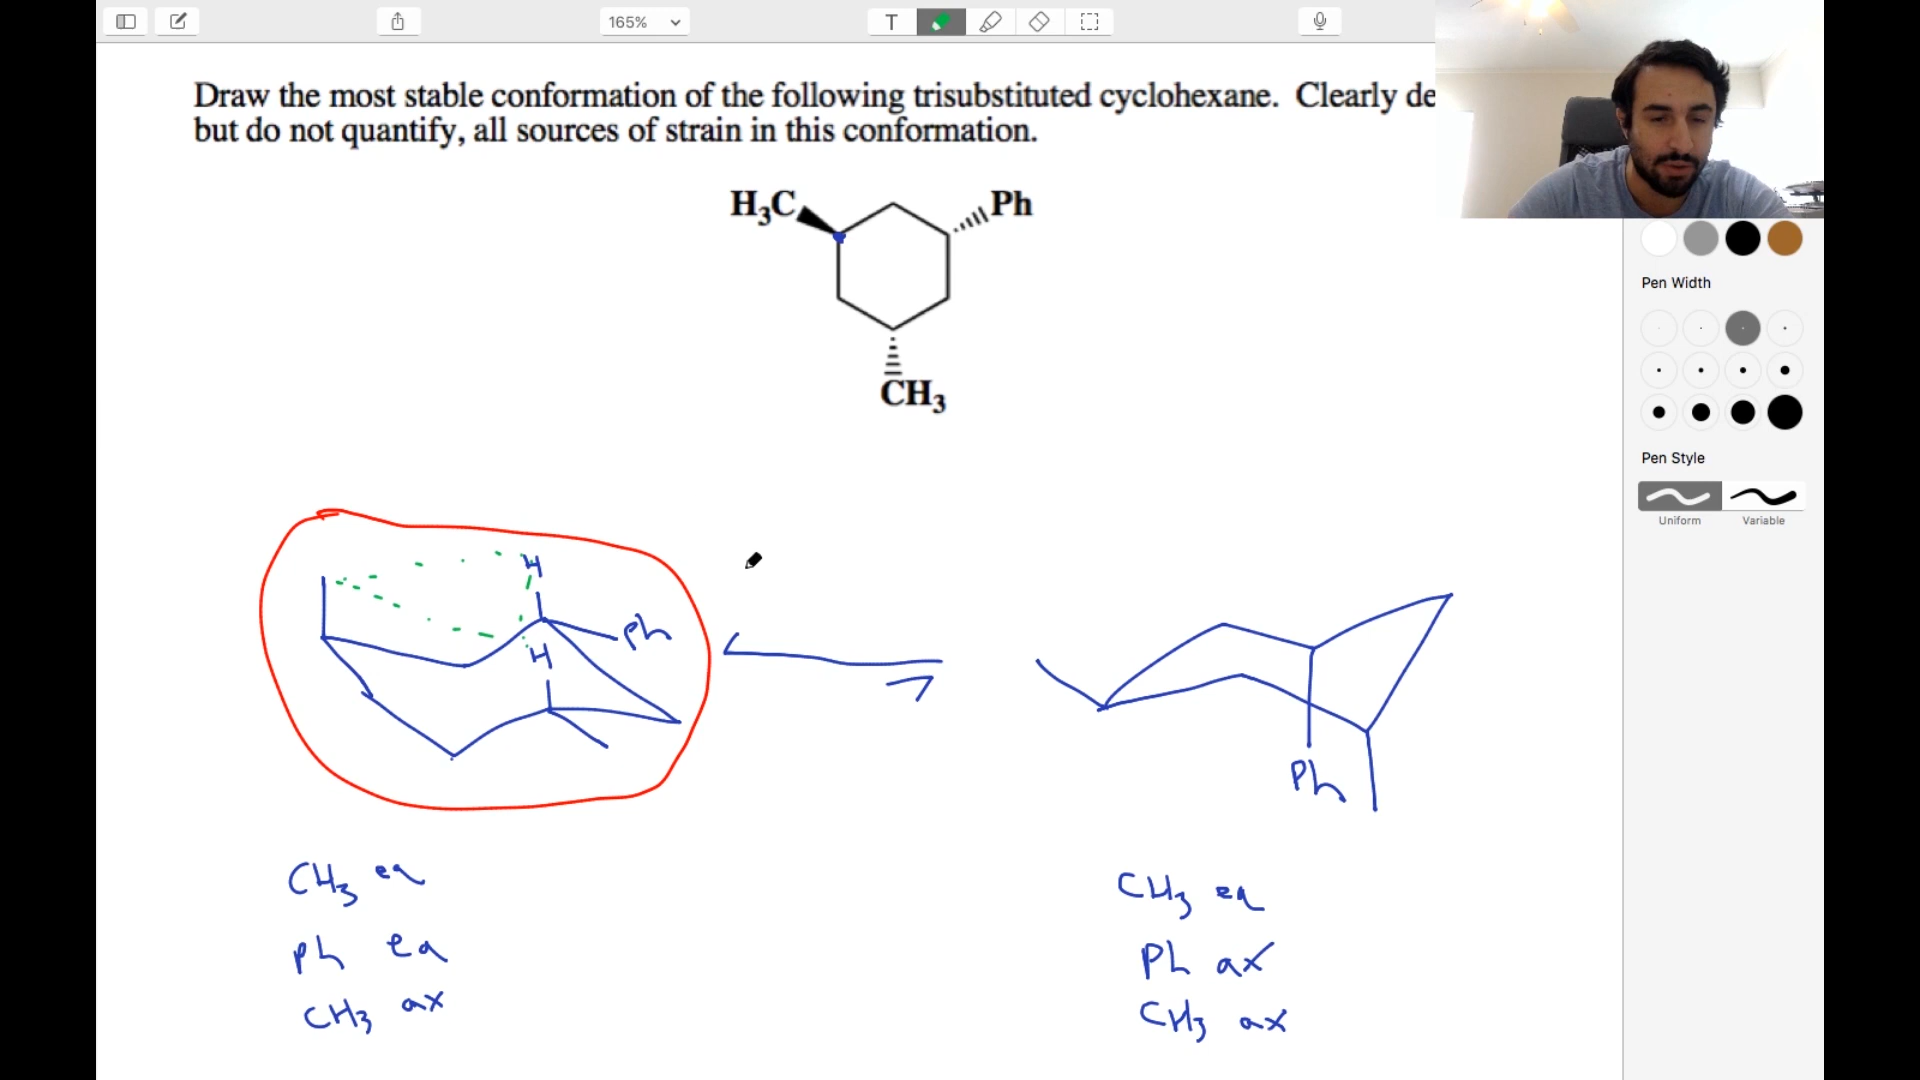 165%
T
Draw the most stable conformation of the following trisubstituted cyclohexane. Clearly de
but do not quantify, all sources of strain in this conformation.
H3C
Ph
CH3
Pen Width
Pen Style
Uniform
Variable
H
Ph
H
Ph
CH3 eq
Ph eq
CH3 ax
CH3 eq
Ph ax
CH3 ax